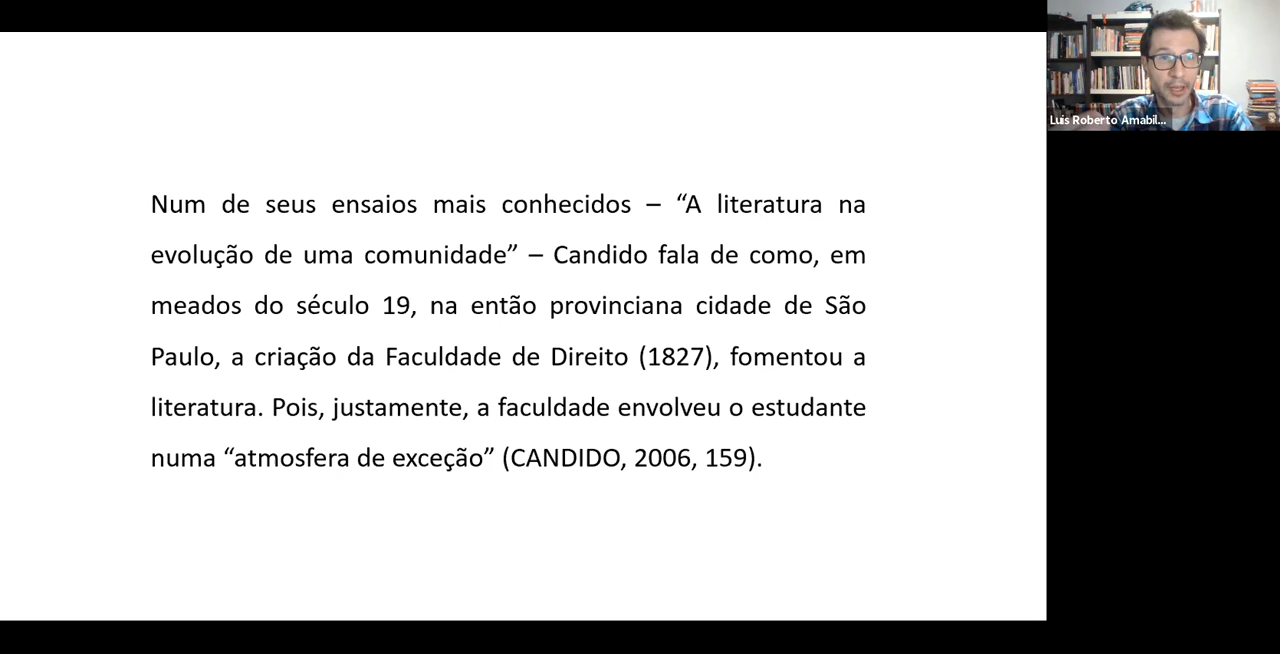 Num de seus ensaios mais conhecidos – “A literatura na
evolução de uma comunidade” – Candido fala de como, em
meados do século 19, na então provinciana cidade de São
Paulo, a criação da Faculdade de Direito (1827), fomentou a
literatura. Pois, justamente, a faculdade envolveu o estudante
numa “atmosfera de exceção” (CANDIDO, 2006, 159).
Luis Roberto Amabil...